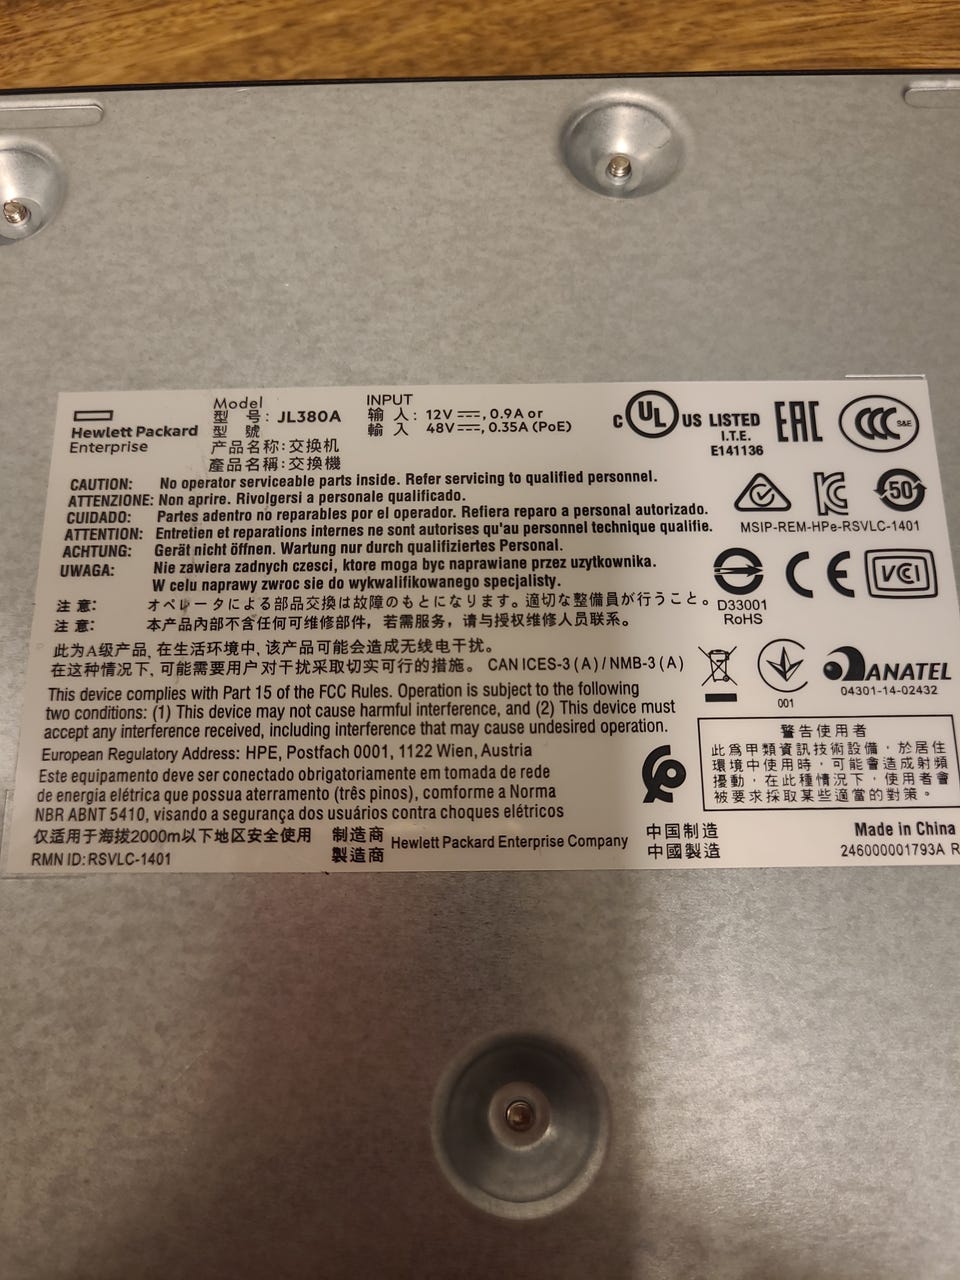 Hewlett Packard
Enterprise
Model
型 号: JL380A
型 號
产品名称:交换机
產品名稱:交換機
INPUT
输 入: 12V ⎓, 0.9A or
輸 入 48V ⎓, 0.35A (PoE)
C UL US LISTED
I.T.E.
E141136
EAC
CCC S&E
CAUTION: No operator serviceable parts inside. Refer servicing to qualified personnel.
ATTENZIONE: Non aprire. Rivolgersi a personale qualificado.
CUIDADO: Partes adentro no reparables por el operador. Refiera reparo a personal autorizado.
ATTENTION: Entretien et reparations internes ne sont autorises qu'au personnel technique qualifie.
ACHTUNG: Gerät nicht öffnen. Wartung nur durch qualifiziertes Personal.
UWAGA: Nie zawiera zadnych czesci, ktore moga byc naprawiane przez uzytkownika.
W celu naprawy zwroc sie do wykwalifikowanego specjalisty.
注 意: オペレータによる部品交換は故障のもとになります。適切な整備員が行うこと。
注 意: 本产品内部不含任何可维修部件，若需服务，请与授权维修人员联系。
50
MSIP-REM-HPe-RSVLC-1401
D33001
RoHS
CE
VCI
此为A级产品, 在生活环境中, 该产品可能会造成无线电干扰。
在这种情况下, 可能需要用户对干扰采取切实可行的措施。 CAN ICES-3 (A) / NMB-3 (A)
This device complies with Part 15 of the FCC Rules. Operation is subject to the following
two conditions: (1) This device may not cause harmful interference, and (2) This device must
accept any interference received, including interference that may cause undesired operation.
001
ANATEL
04301-14-02432
European Regulatory Address: HPE, Postfach 0001, 1122 Wien, Austria
Este equipamento deve ser conectado obrigatoriamente em tomada de rede
de energia elétrica que possua aterramento (três pinos), comforme a Norma
NBR ABNT 5410, visando a segurança dos usuários contra choques elétricos
警告使用者
此為甲類資訊技術設備，於居住
環境中使用時，可能會造成射頻
擾動，在此種情況下，使用者會
被要求採取某些適當的對策。
仅适用于海拔2000m以下地区安全使用
RMN ID: RSVLC-1401
制造商
製造商
Hewlett Packard Enterprise Company
中国制造
中國製造
Made in China
246000001793A R